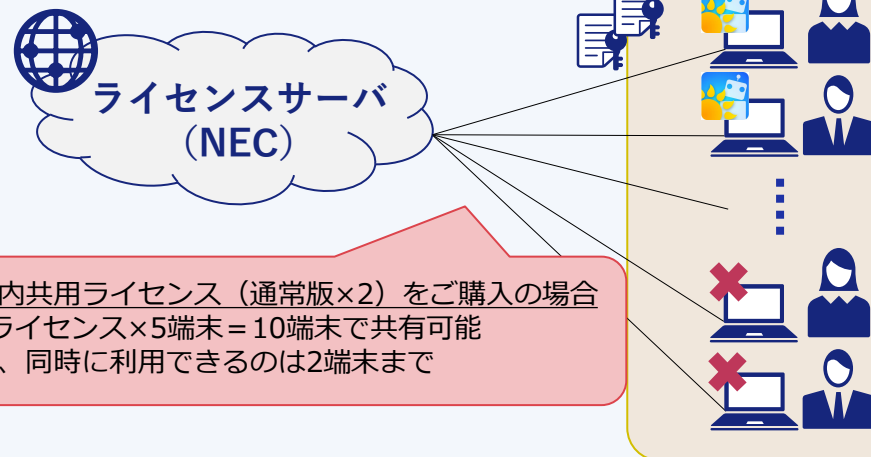 ライセンスサーバ
（NEC）
内共用ライセンス（通常版×2）をご購入の場合
ライセンス×5端末＝10端末で共有可能
、同時に利用できるのは2端末まで